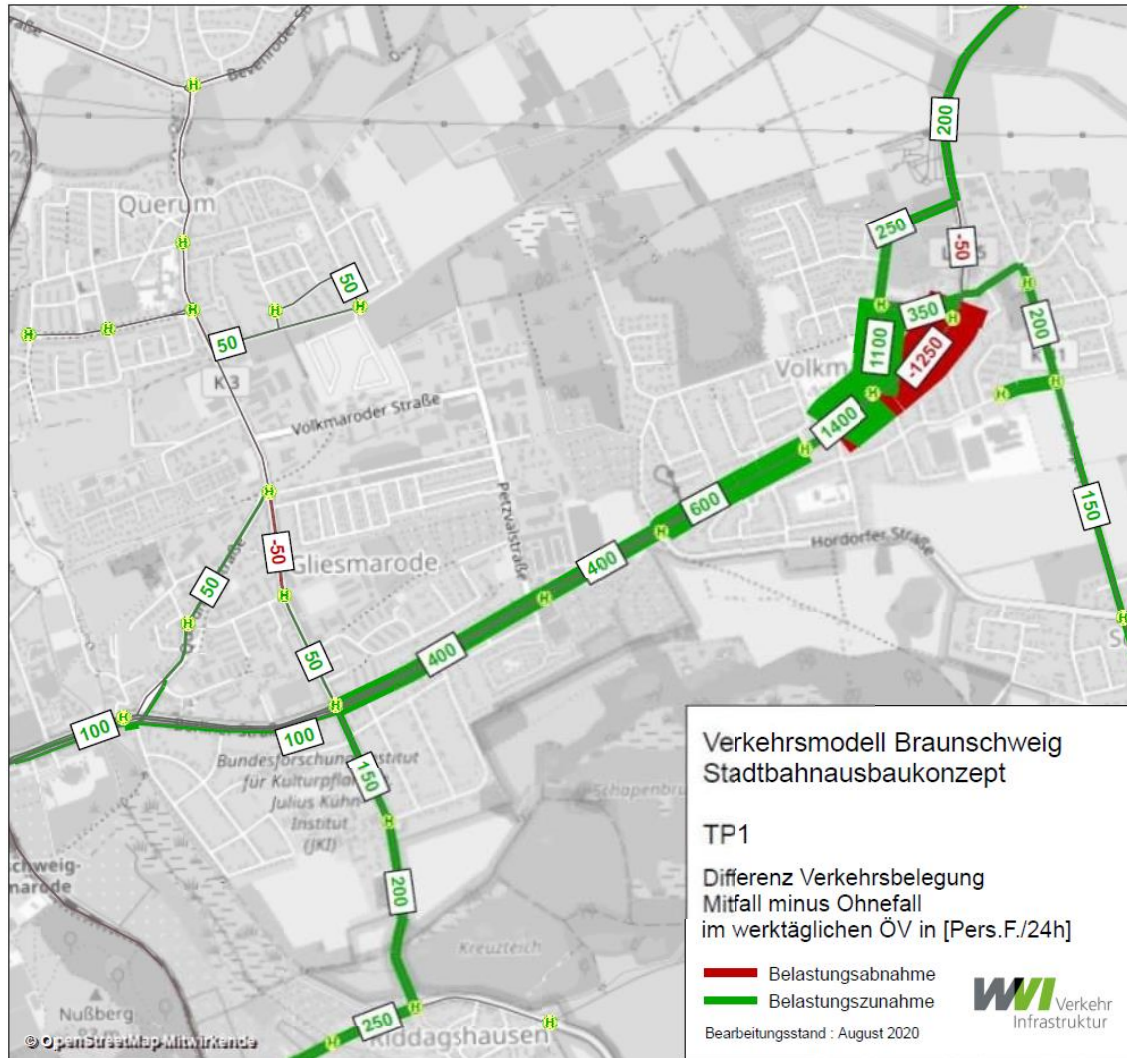 Querum
50
50
K 3
Volkmaroder Straße
-50
Gliesmarode
50
50
Petzvalstraße
100
100
Bundesforschungsinstitut
für Kulturpflanzen
Julius Kühn-
Institut
(JKI)
150
200
250
Riddagshausen
Kreuzteich
Nußberg
400
400
600
1400
1100
-1250
350
250
200
-50
200
150
Hordorfer Straße
Verkehrsmodell Braunschweig
Stadtbahnausbaukonzept
TP1
Differenz Verkehrsbelegung
Mitfall minus Ohnefall
im werktäglichen ÖV in [Pers.F./24h]
Belastungsabnahme
Belastungszunahme
Bearbeitungsstand : August 2020
WVI Verkehr
Infrastruktur
© OpenStreetMap-Mitwirkende